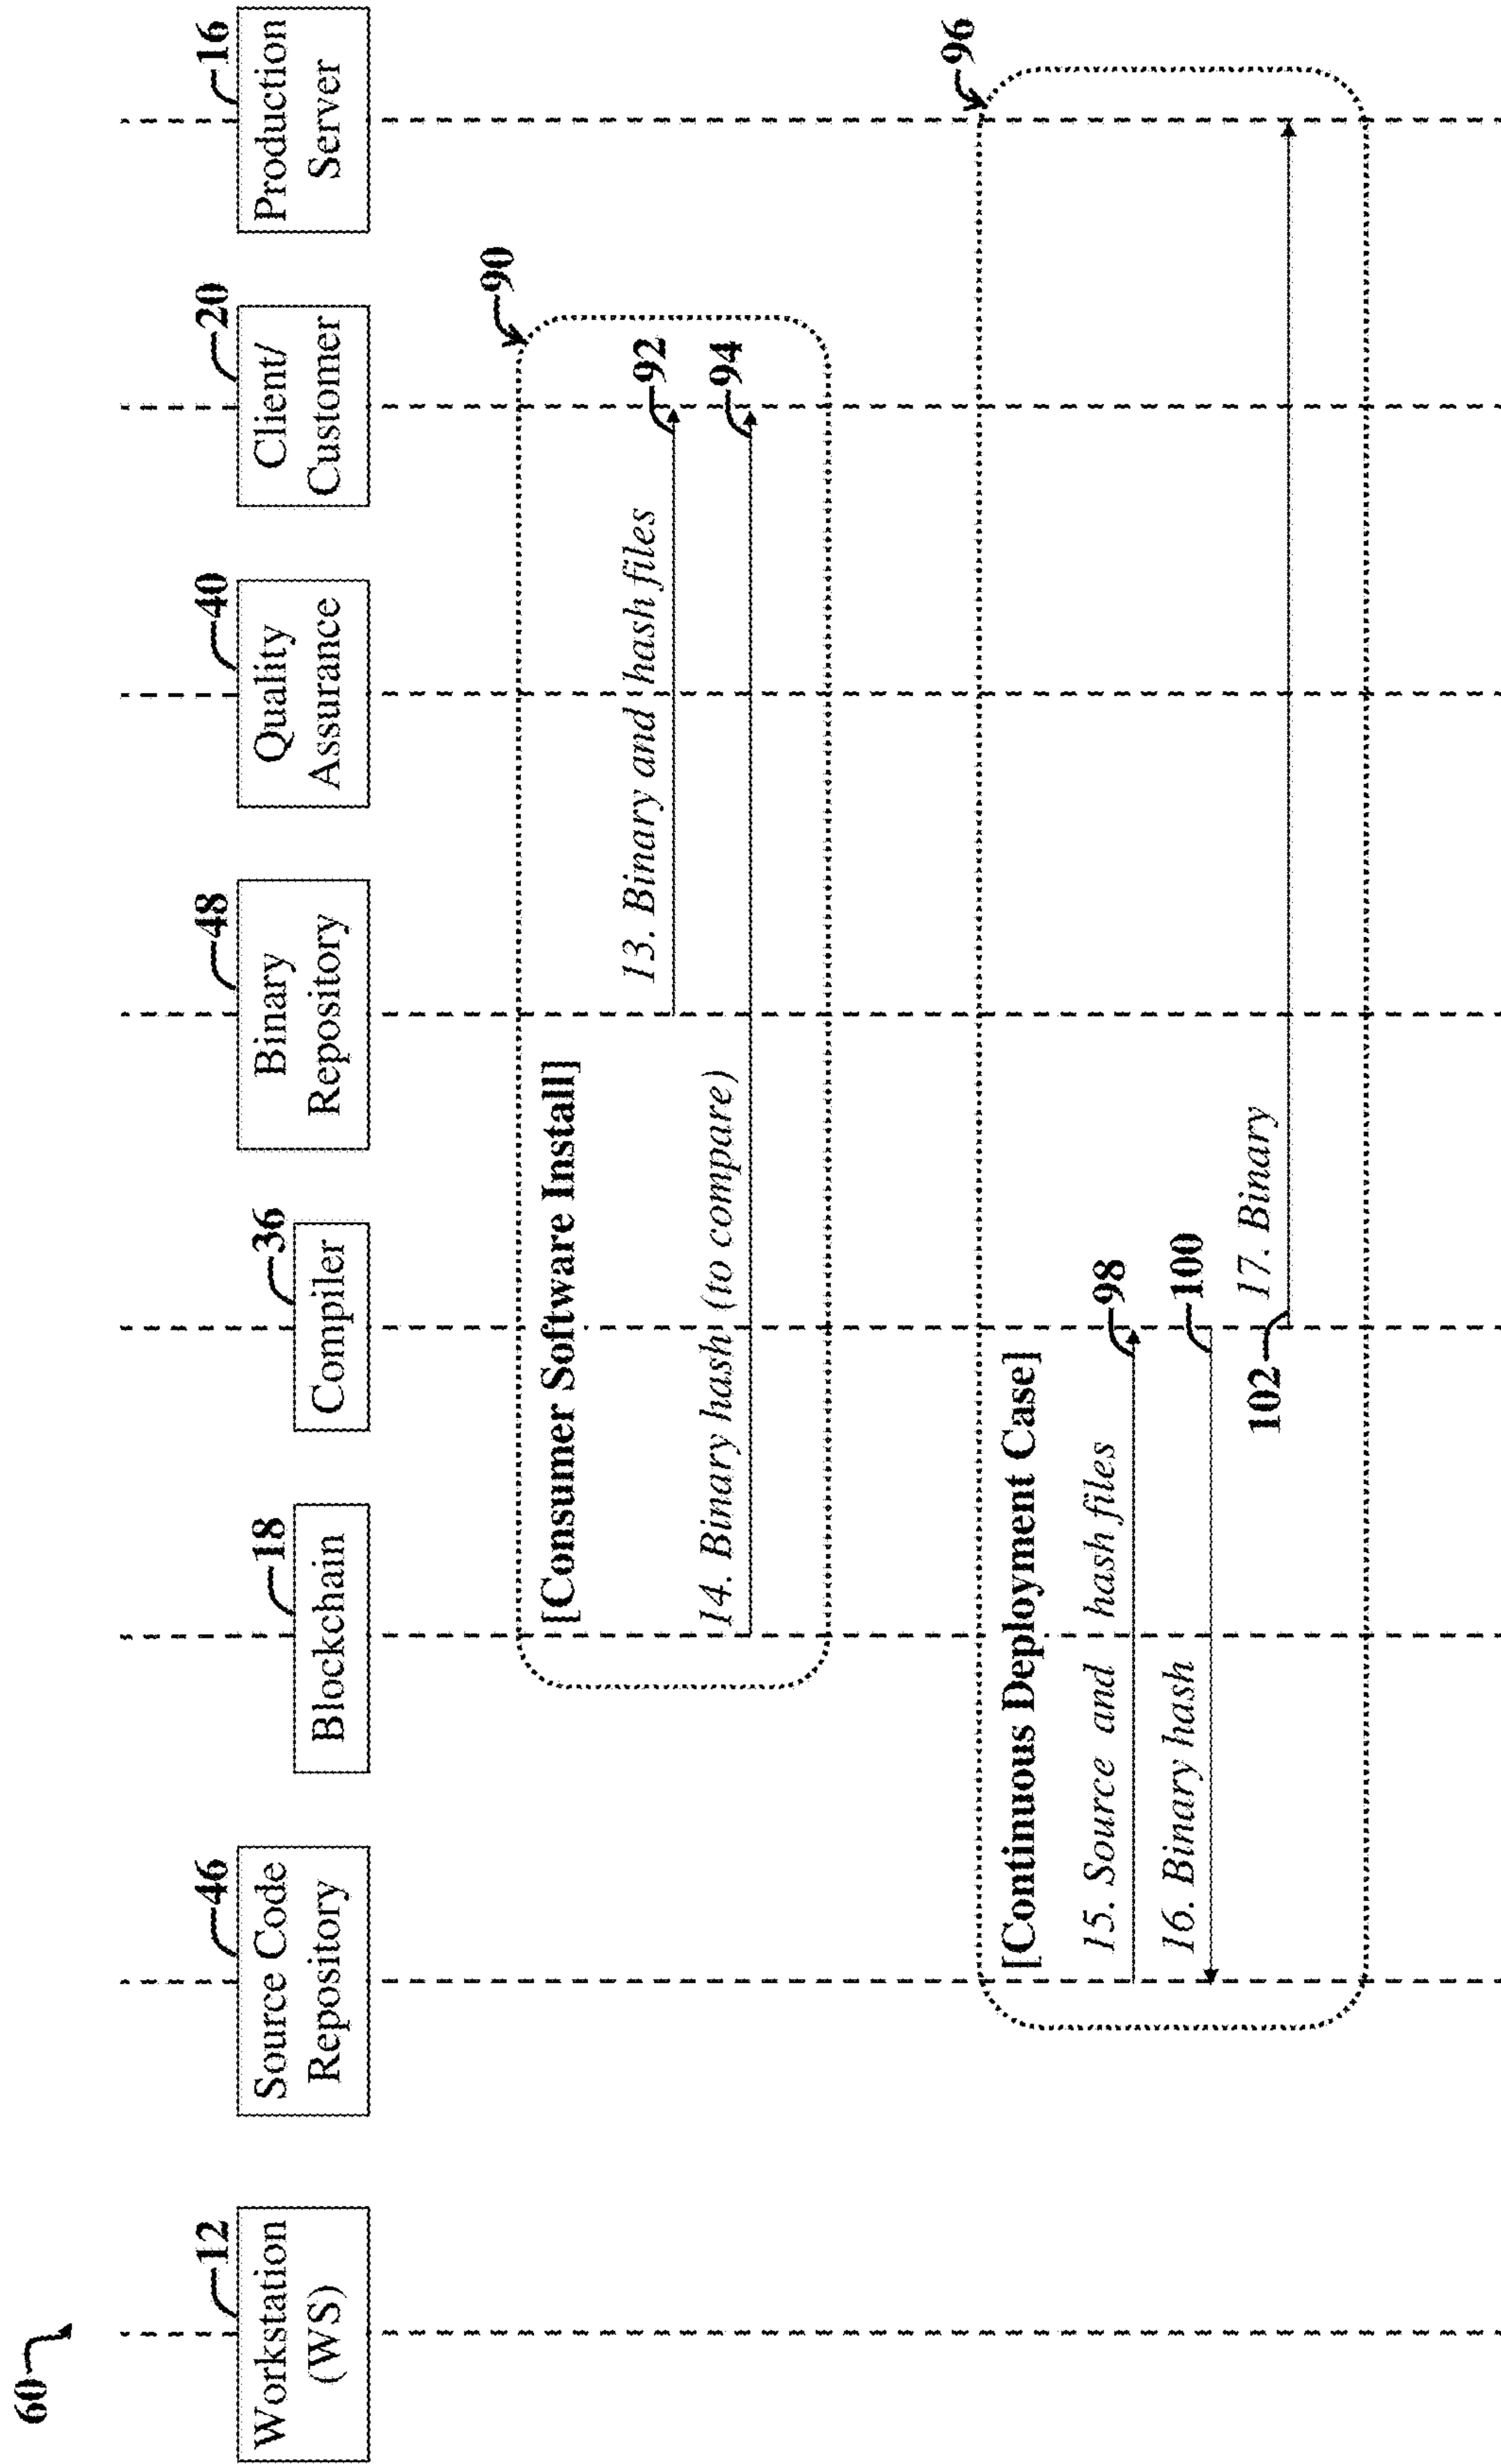 60
12
46
18
36
48
40
20
16
Workstation
(WS)
Source Code
Repository
Blockchain
Compiler
Binary
Repository
Quality
Assurance
Client/
Customer
Production
Server
90
[Consumer Software Install]
13. Binary and hash files
92
14. Binary hash (to compare)
94
96
[Continuous Deployment Case]
15. Source and hash files
98
16. Binary hash
100
17. Binary
102